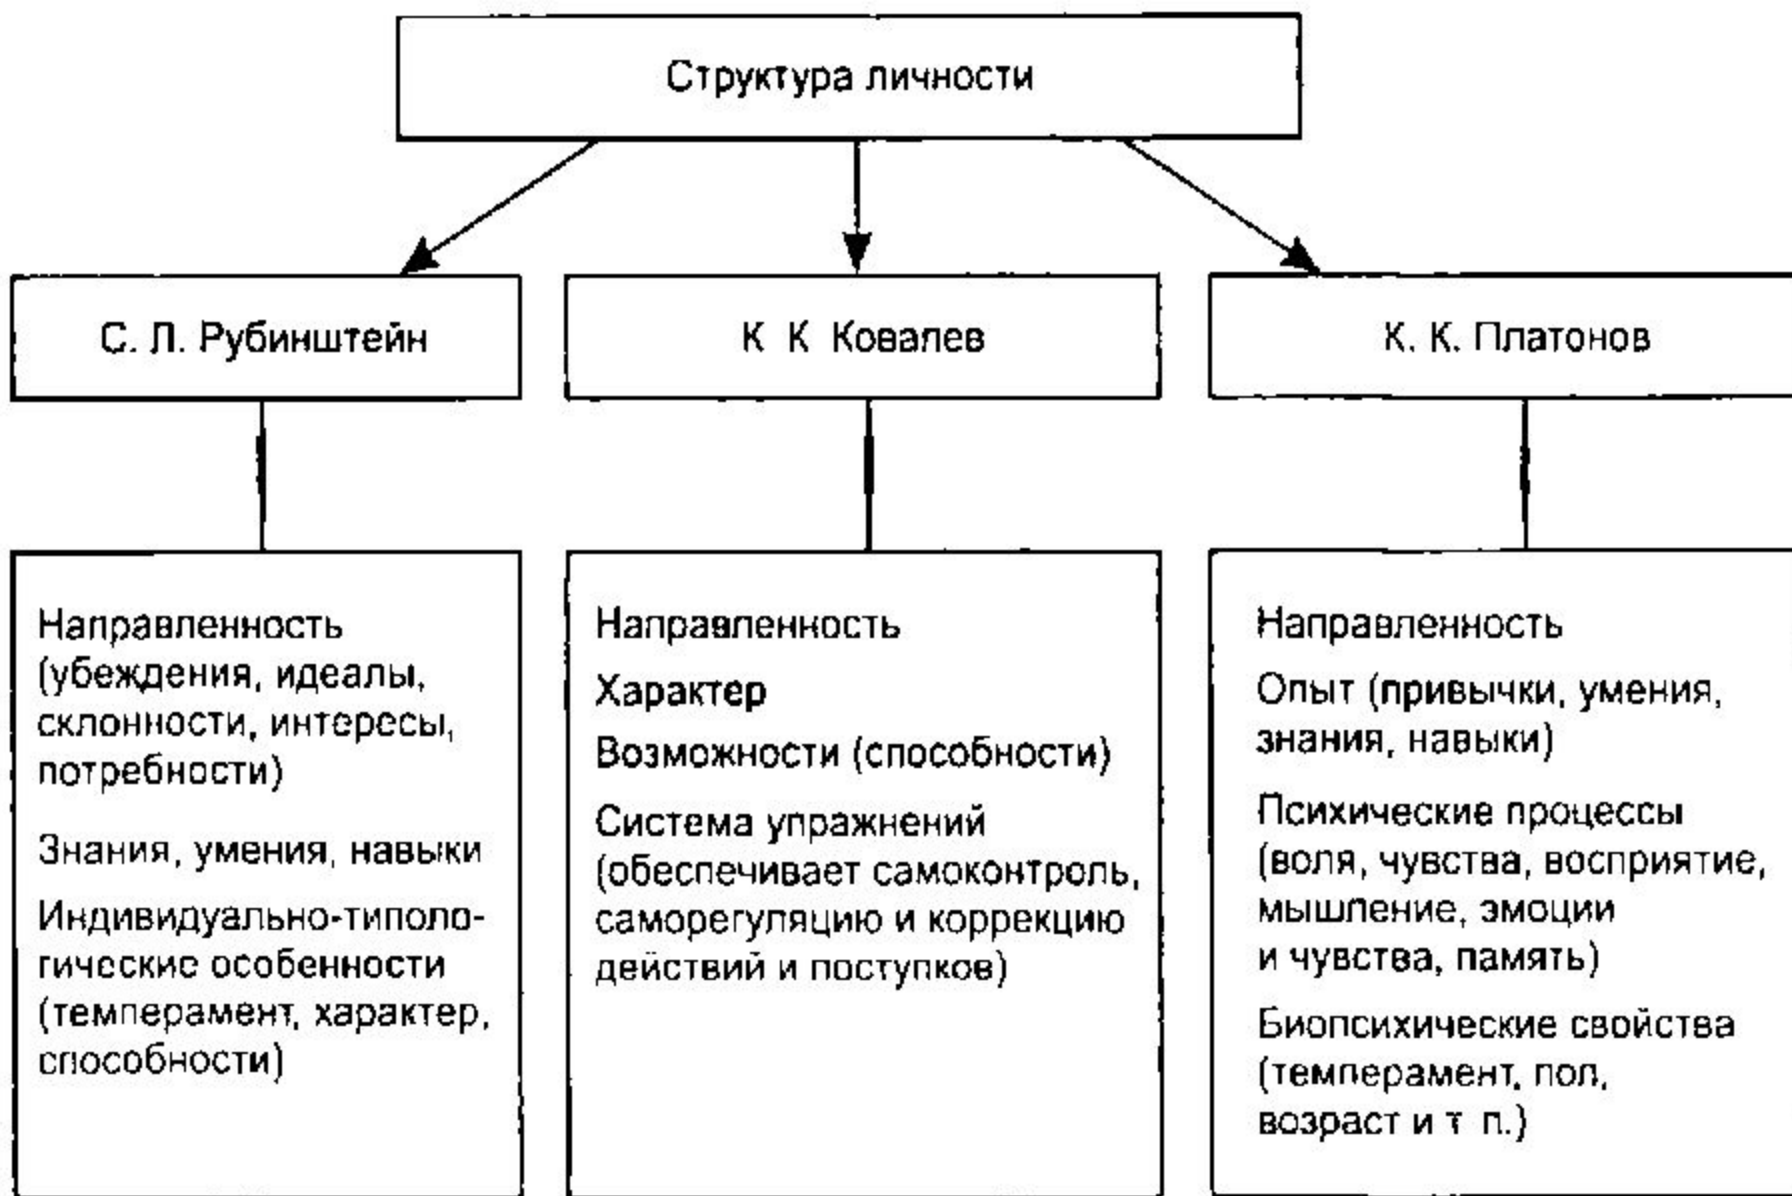 Структура личности
С. Л. Рубинштейн
К К Ковалев
К. К. Платонов
Направленность
(убеждения, идеалы,
склонности, интересы,
потребности)
Знания, умения, навыки
Индивидуально-типоло-
гические особенности
(темперамент, характер,
способности)
Направленность
Характер
Возможности (способности)
Система упражнений
(обеспечивает самоконтроль,
саморегуляцию и коррекцию
действий и поступков)
Направленность
Опыт (привычки, умения,
знания, навыки)
Психические процессы
(воля, чувства, восприятие,
мышление, эмоции
и чувства, память)
Биопсихические свойства
(темперамент, пол,
возраст и т п.)